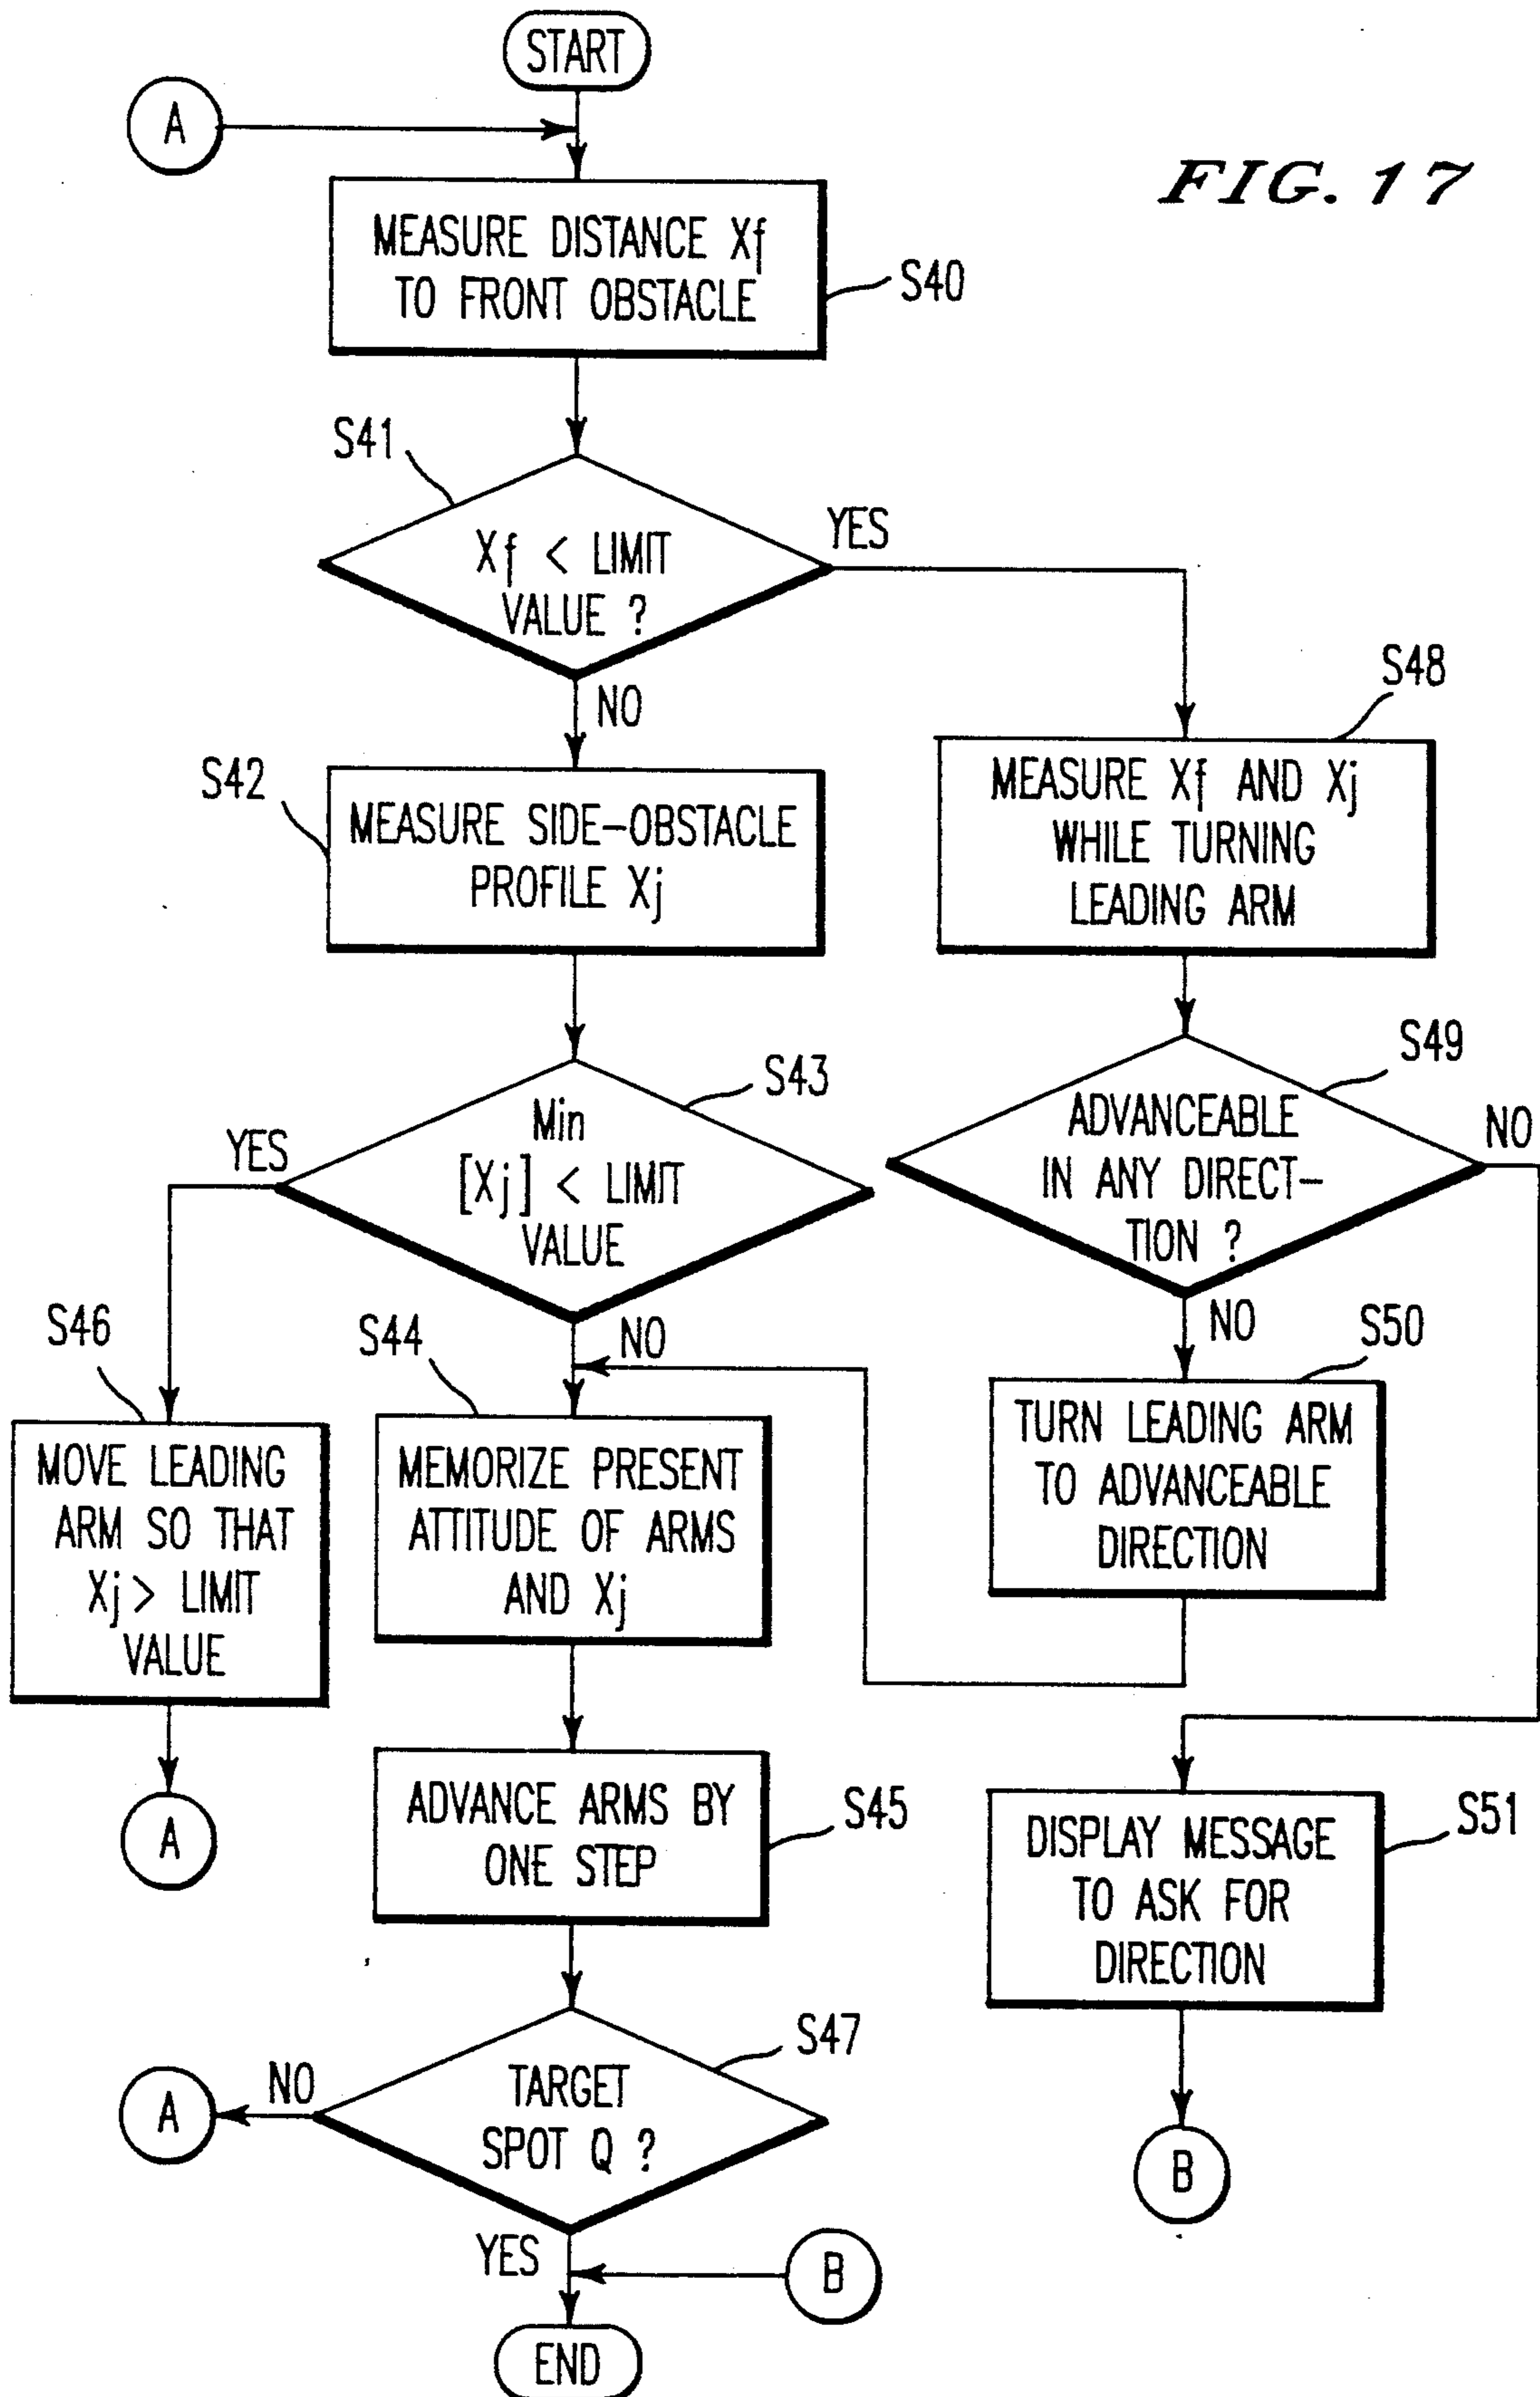 START
A
FIG. 17
MEASURE DISTANCE Xf
TO FRONT OBSTACLE
S40
S41
Xf < LIMIT
VALUE ?
YES
NO
S48
MEASURE Xf AND Xj
WHILE TURNING
LEADING ARM
S42
MEASURE SIDE-OBSTACLE
PROFILE Xj
S43
Min
[Xj] < LIMIT
VALUE
YES
NO
S49
ADVANCEABLE
IN ANY DIRECT-
TION ?
NO
NO
S46
MOVE LEADING
ARM SO THAT
Xj > LIMIT
VALUE
A
S44
MEMORIZE PRESENT
ATTITUDE OF ARMS
AND Xj
S50
TURN LEADING ARM
TO ADVANCEABLE
DIRECTION
ADVANCE ARMS BY
ONE STEP
S45
DISPLAY MESSAGE
TO ASK FOR
DIRECTION
S51
B
S47
TARGET
SPOT Q ?
NO
A
YES
B
END